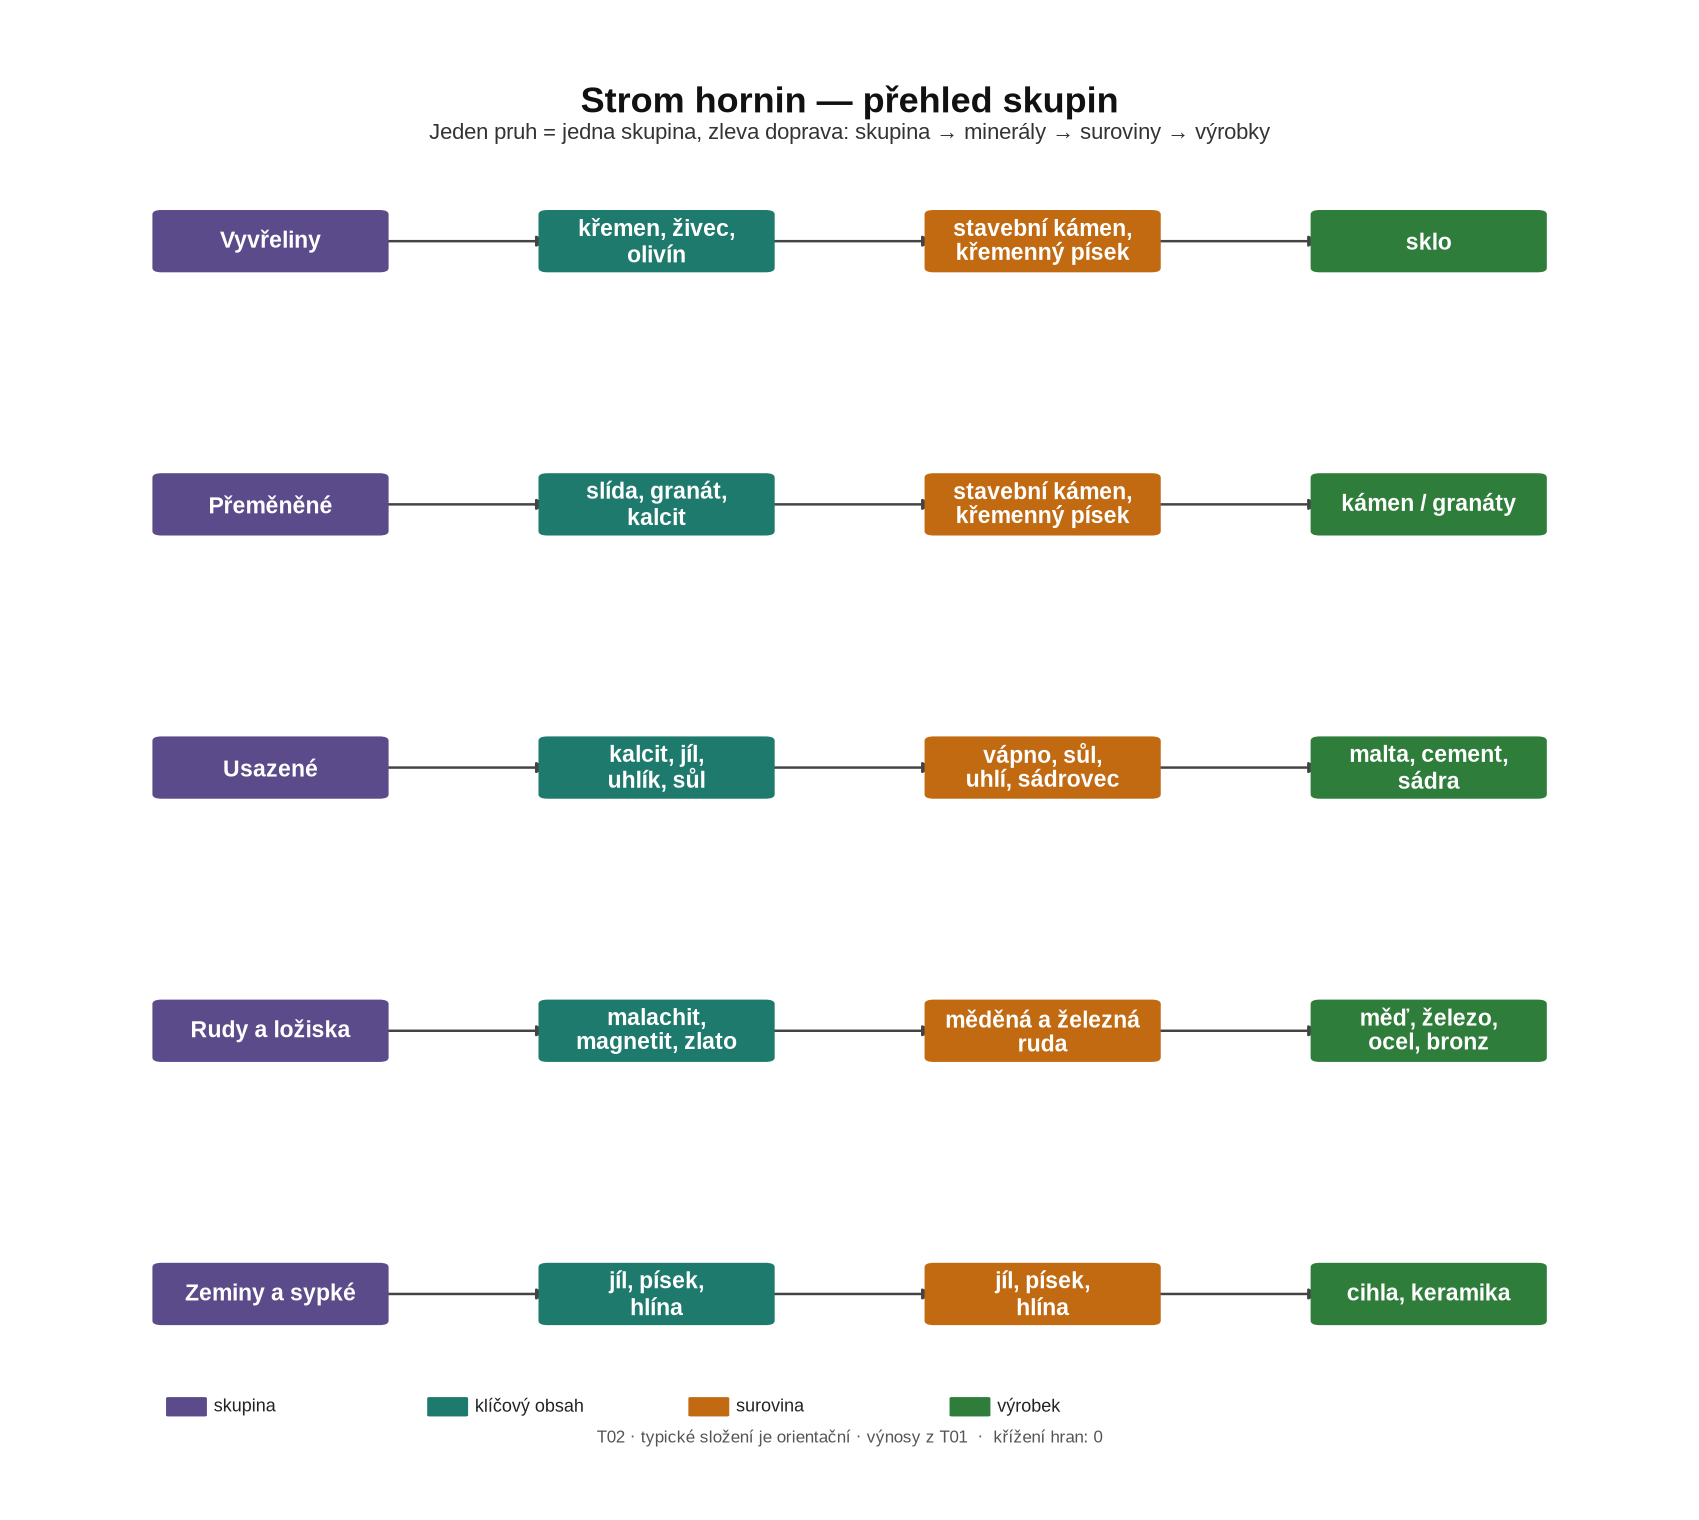 Strom hornin — přehled skupin
Jeden pruh = jedna skupina, zleva doprava: skupina → minerály → suroviny → výrobky
Vyvřeliny
křemen, živec,
olivín
stavební kámen,
křemenný písek
sklo
Přeměněné
slída, granát,
kalcit
stavební kámen,
křemenný písek
kámen / granáty
Usazené
kalcit, jíl,
uhlík, sůl
vápno, sůl,
uhlí, sádrovec
malta, cement,
sádra
Rudy a ložiska
malachit,
magnetit, zlato
měděná a železná
ruda
měď, železo,
ocel, bronz
Zeminy a sypké
jíl, písek,
hlína
jíl, písek,
hlína
cihla, keramika
skupina
klíčový obsah
surovina
výrobek
T02 · typické složení je orientační · výnosy z T01 · křížení hran: 0